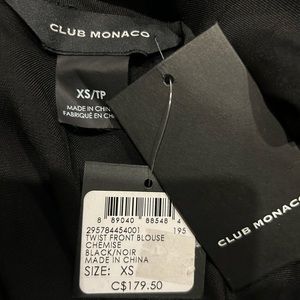 CLUB MONACO
XS/TP
MADE IN CHINA
FABRIQUÉ EN
CLUB MONACO
8 89040 88548 4
295784454001 195
TWIST FRONT BLOUSE
CHEMISE
BLACK/NOIR
MADE IN CHINA
SIZE: XS
C$179.50